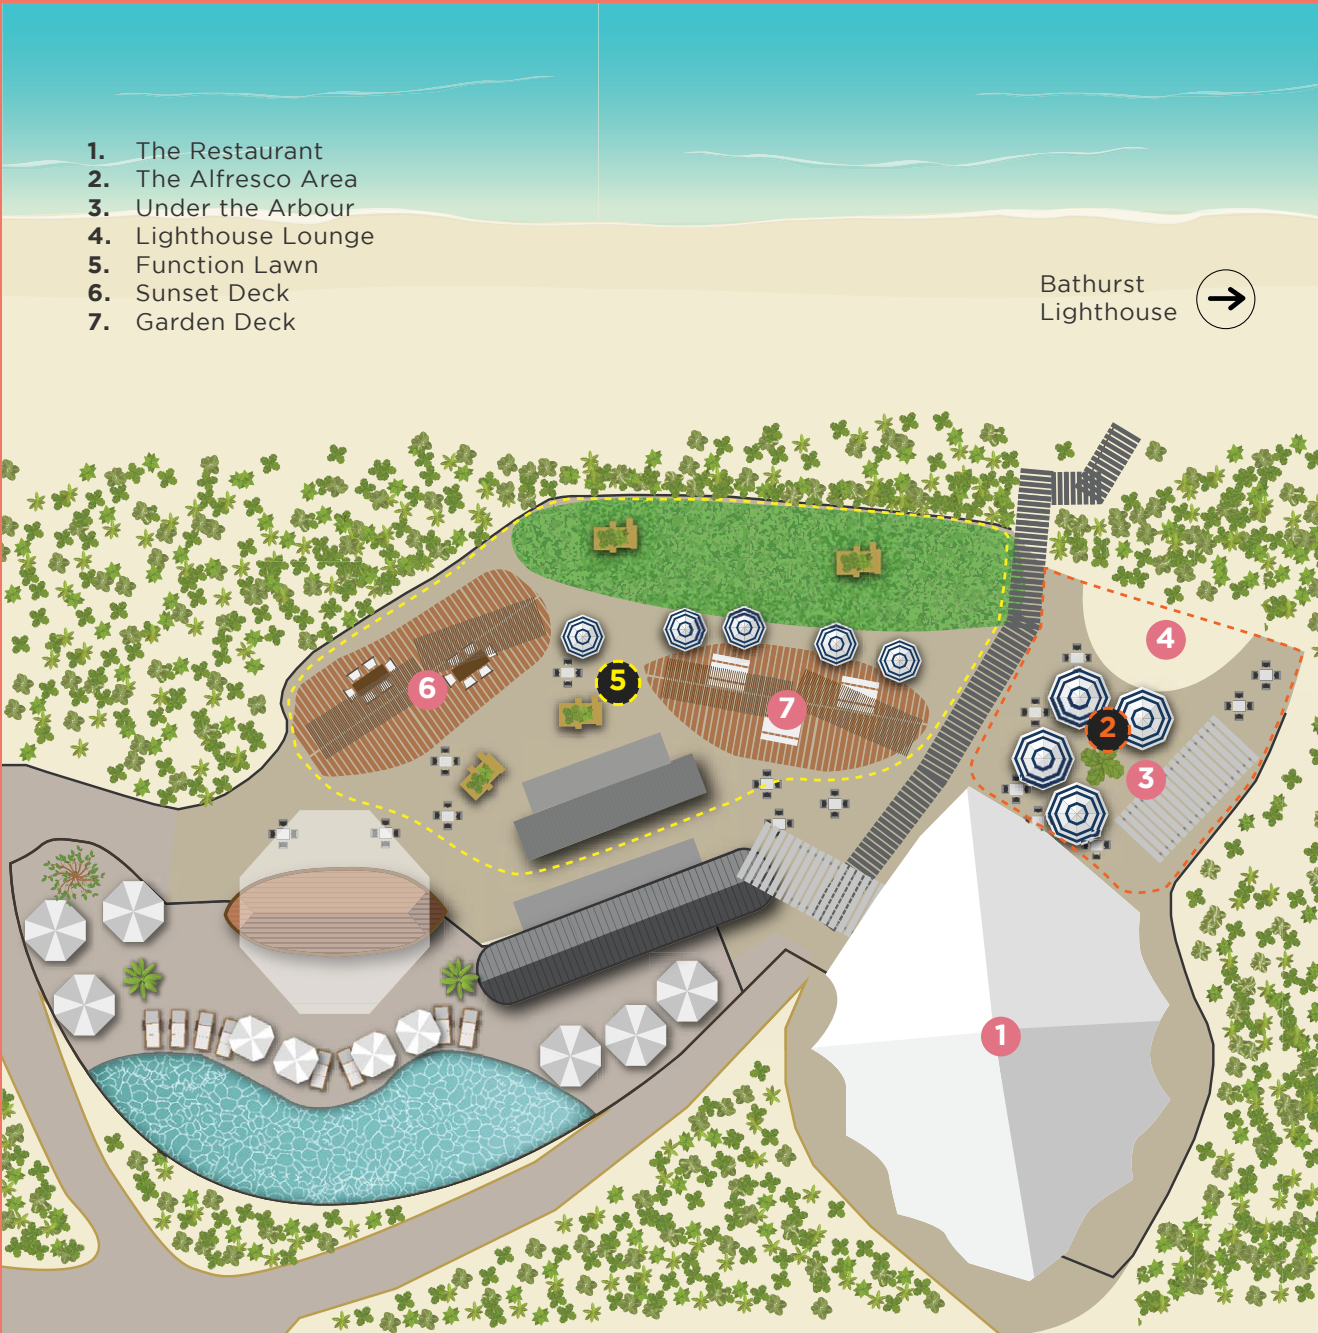 1. The Restaurant
2. The Alfresco Area
3. Under the Arbour
4. Lighthouse Lounge
5. Function Lawn
6. Sunset Deck
7. Garden Deck
Bathurst
Lighthouse
4
5
6
7
2
3
1